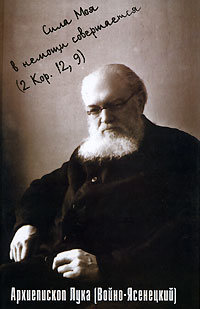 Сила Моя
в немощи совершается
(2 Кор. 12, 9)
Архиепископ Лука (Войно-Ясенецкий)